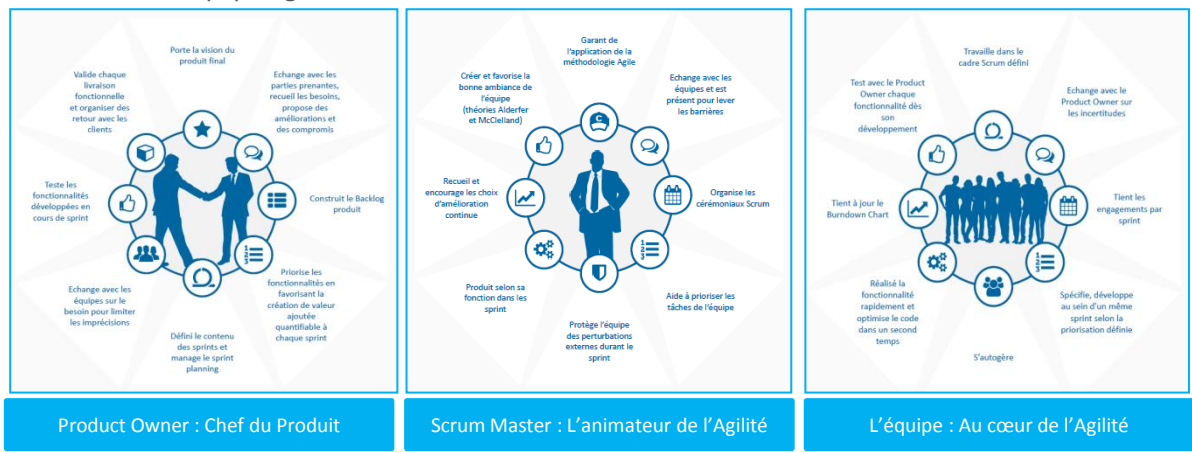 Porte la vision du
produit final
Echange avec les
parties prenantes,
recueil les besoins,
propose des
améliorations et
des compromis
Construit le Backlog
produit
Priorise les
fonctionnalités en
favorisant la
création de valeur
ajoutée
quantifiable à
chaque sprint
Défini le contenu
des sprints et
manage le sprint
planning
Echange avec les
équipes sur le
besoin pour limiter
les imprécisions
Teste les
fonctionnalités
développées en
cours de sprint
Valide chaque
livraison
fonctionnelle
et organiser des
retour avec les
clients
1
2
3
Product Owner : Chef du Produit
Garant de
l'application de la
méthodologie Agile
Echange avec les
équipes et est
présent pour lever
les barrières
Organise les
cérémoniaux Scrum
Aide à prioriser les
tâches de l'équipe
Protège l'équipe
des perturbations
externes durant le
sprint
Produit selon sa
fonction dans les
sprint
Recueil et
encourage les choix
d'amélioration
continue
Créer et favorise la
bonne ambiance de
l'équipe
(théories Alderfer
et McClelland)
C
1
2
3
Scrum Master : L'animateur de l'Agilité
Travaille dans le
cadre Scrum défini
Echange avec le
Product Owner sur
les incertitudes
Tient les
engagements par
sprint
Spécifie, développe
au sein d'un même
sprint selon la
priorisation définie
S'autogère
Réalisé la
fonctionnalité
rapidement et
optimise le code
dans un second
temps
Tient à jour le
Burndown Chart
Test avec le Product
Owner chaque
fonctionnalité dès
son
développement
1
2
3
L'équipe : Au cœur de l'Agilité